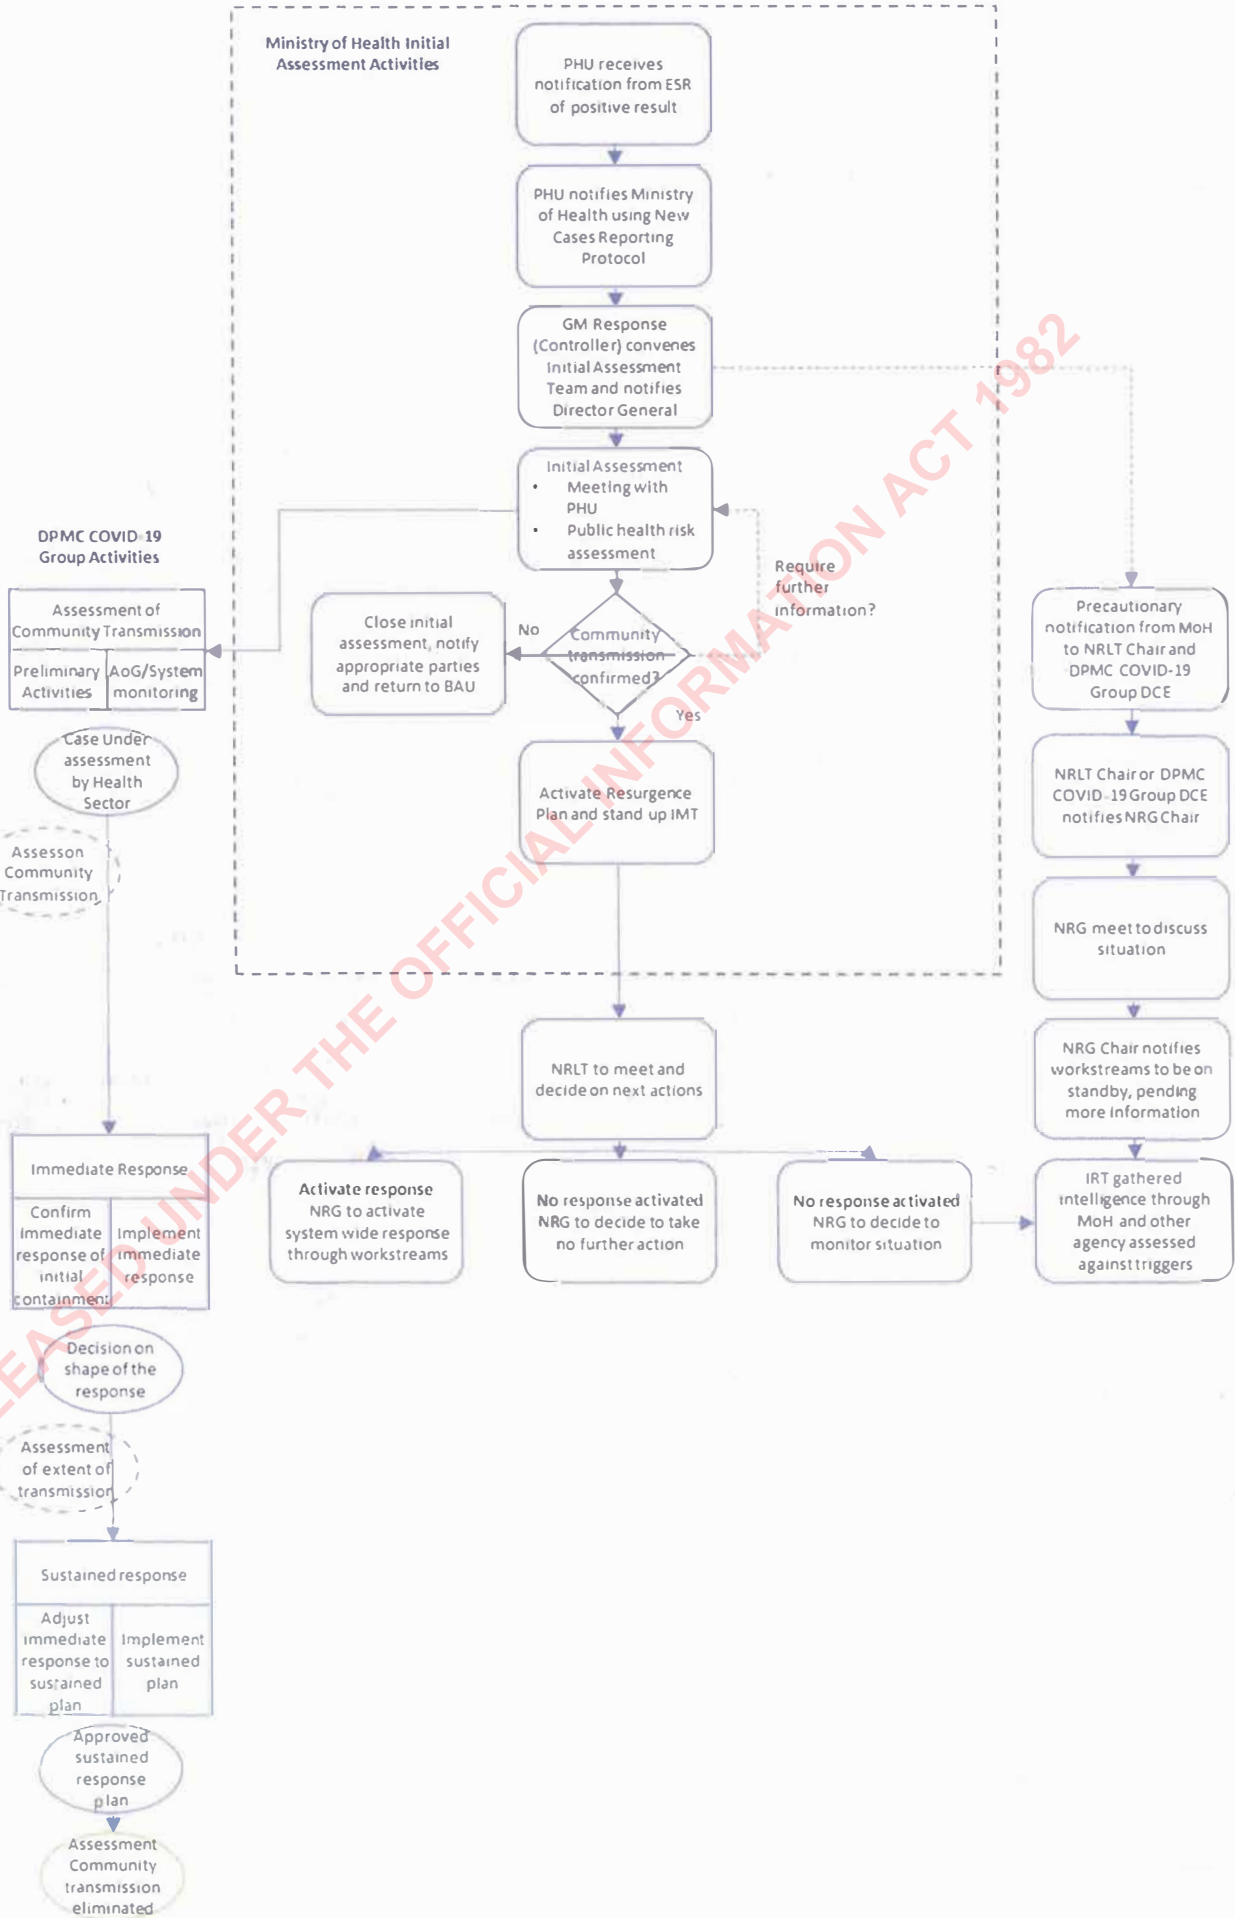 Ministry of Health Initial
Assessment Activities
PHU receives
notification from ESR
of positive result
PHU notifies Ministry
of Health using New
Cases Reporting
Protocol
GM Response
(Controller) convenes
Initial Assessment
Team and notifies
Director General
Initial Assessment
• Meeting with
PHU
• Public health risk
assessment
Require
further
information?
Community
transmission
confirmed?
No
Close initial
assessment, notify
appropriate parties
and return to BAU
Yes
Activate Resurgence
Plan and stand up IMT
NRLT to meet and
decide on next actions
Activate response
NRG to activate
system wide response
through workstreams
No response activated
NRG to decide to take
no further action
No response activated
NRG to decide to
monitor situation
Precautionary
notification from MoH
to NRLT Chair and
DPMC COVID-19
Group DCE
NRLT Chair or DPMC
COVID-19 Group DCE
notifies NRG Chair
NRG meet to discuss
situation
NRG Chair notifies
workstreams to be on
standby, pending
more information
IRT gathered
intelligence through
MoH and other
agency assessed
against triggers
DPMC COVID-19
Group Activities
Assessment of
Community Transmission
Preliminary
Activities
AoG/System
monitoring
Case Under
assessment
by Health
Sector
Assess on
Community
Transmission
Immediate Response
Confirm
immediate
response of
initial
containment
Implement
immediate
response
Decision on
shape of the
response
Assessment
of extent of
transmission
Sustained response
Adjust
immediate
response to
sustained
plan
Implement
sustained
plan
Approved
sustained
response
plan
Assessment
Community
transmission
eliminated
LEASED UNDER THE OFFICIAL INFORMATION ACT 1982